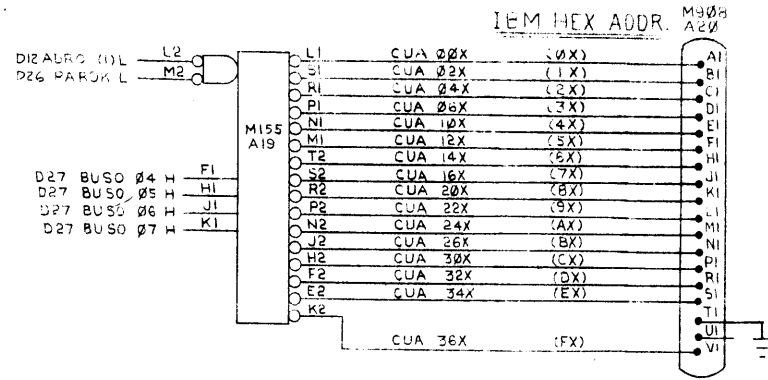 IBM HEX ADDR. M9Ø8
A2Ø
D12 ADRO (1) L L2
D26 PAROK L M2
M155
A19
L1 CUA ØØX (ØX) A1
S1 CUA Ø2X (1X) B1
R1 CUA Ø4X (2X) C1
P1 CUA Ø6X (3X) D1
N1 CUA 1ØX (4X) E1
M1 CUA 12X (5X) F1
T2 CUA 14X (6X) H1
S2 CUA 16X (7X) J1
R2 CUA 2ØX (8X) K1
P2 CUA 22X (9X) L1
N2 CUA 24X (AX) M1
J2 CUA 26X (BX) N1
H2 CUA 3ØX (CX) P1
F2 CUA 32X (DX) R1
E2 CUA 34X (EX) S1
K2 T1
U1
CUA 36X (FX) V1
D27 BUSO Ø4 H F1
D27 BUSO Ø5 H H1
D27 BUSO Ø6 H J1
D27 BUSO Ø7 H K1